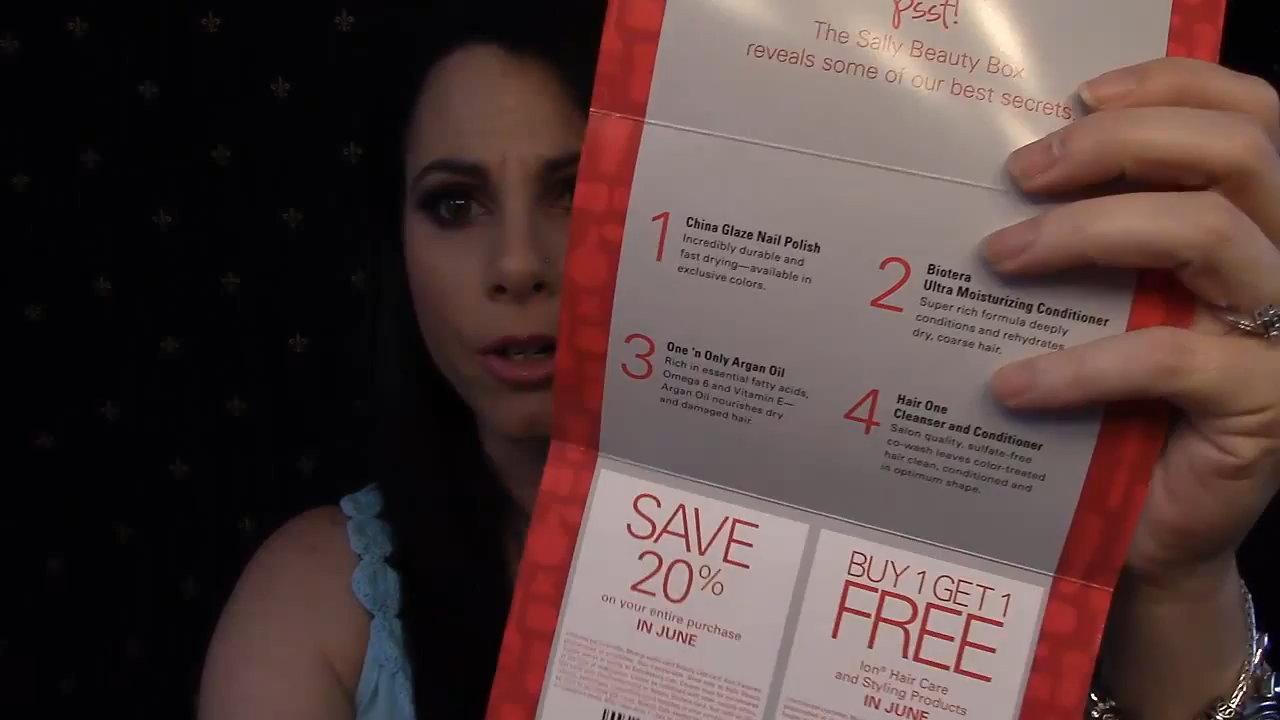 psst!
The Sally Beauty Box
reveals some of our best secrets.
1
China Glaze Nail Polish
Incredibly durable and
fast drying—available in
exclusive colors.
2
Biotera
Ultra Moisturizing Conditioner
Super rich formula deeply
conditions and rehydrates
dry, coarse hair.
3
One 'n Only Argan Oil
Rich in essential fatty acids,
Omega 6 and Vitamin E—
Argan Oil nourishes dry
and damaged hair.
4
Hair One
Cleanser and Conditioner
Salon quality, sulfate-free
co-wash leaves color-treated
hair clean, conditioned and
in optimum shape.
SAVE
20%
on your entire purchase
IN JUNE
BUY 1 GET 1
FREE
Ion® Hair Care
and Styling Products
IN JUNE